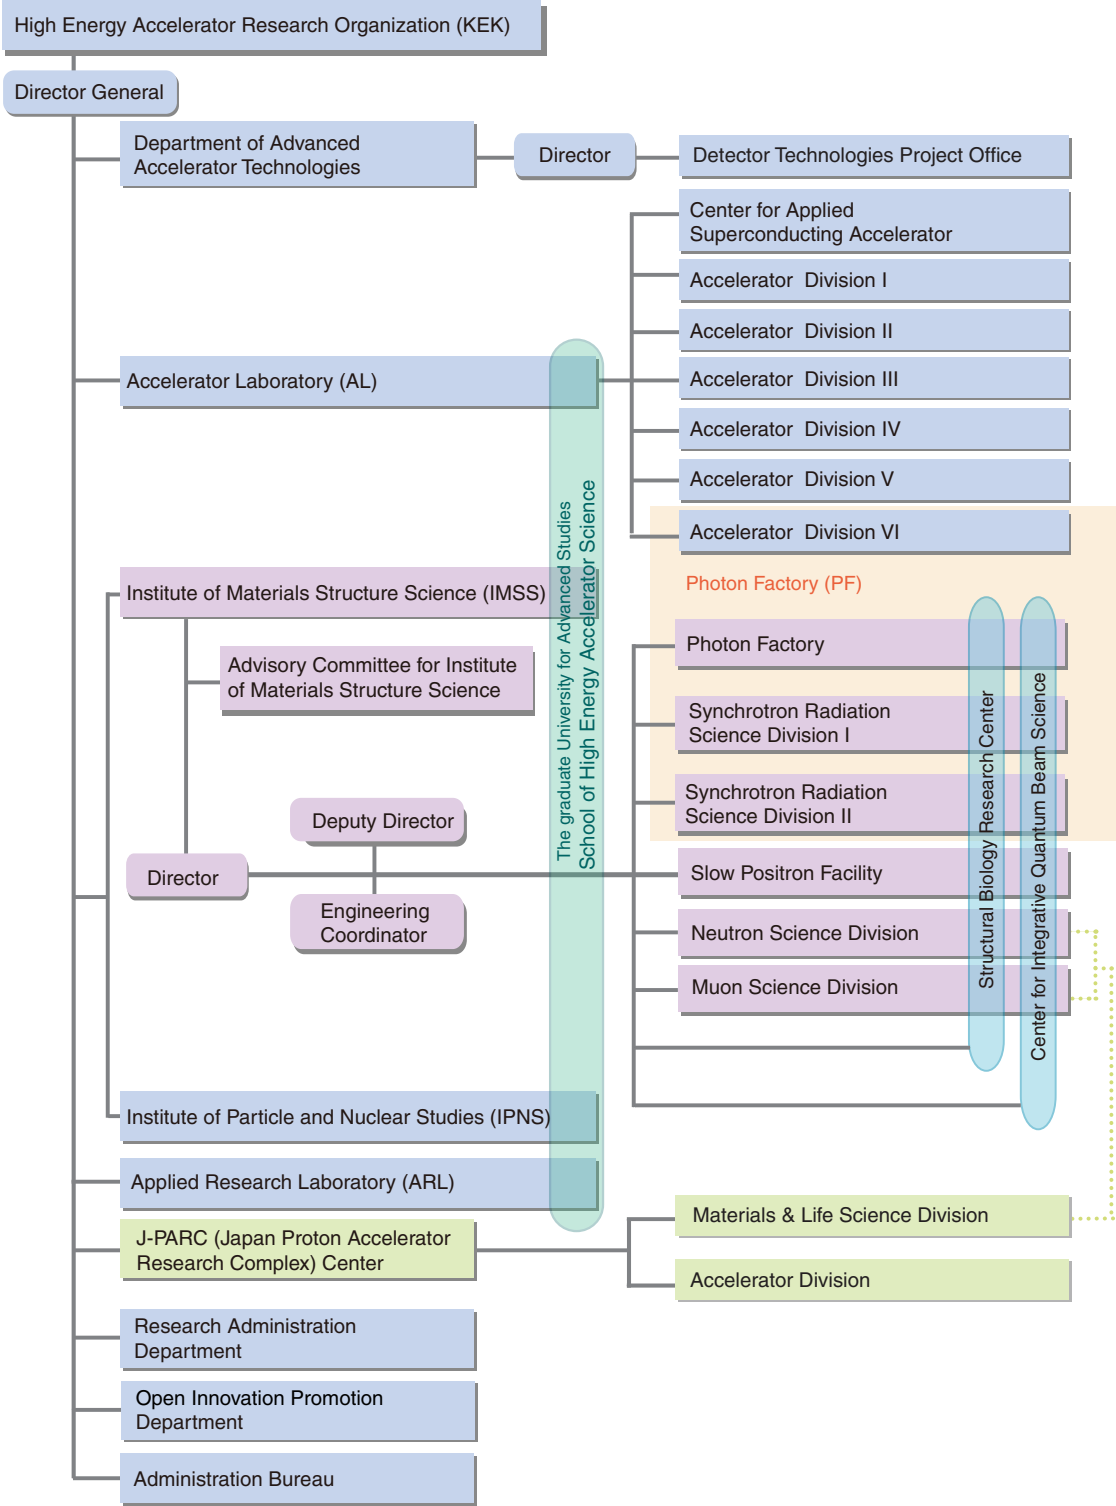 High Energy Accelerator Research Organization (KEK)
Director General
Department of Advanced
Accelerator Technologies
Director
Detector Technologies Project Office
Center for Applied
Superconducting Accelerator
Accelerator Division I
Accelerator Division II
Accelerator Laboratory (AL)
Accelerator Division III
Accelerator Division IV
Accelerator Division V
Accelerator Division VI
The graduate University for Advanced Studies
School of High Energy Accelerator Science
Photon Factory (PF)
Institute of Materials Structure Science (IMSS)
Advisory Committee for Institute
of Materials Structure Science
Photon Factory
Synchrotron Radiation
Science Division I
Synchrotron Radiation
Science Division II
Structural Biology Research Center
Center for Integrative Quantum Beam Science
Deputy Director
Director
Engineering
Coordinator
Slow Positron Facility
Neutron Science Division
Muon Science Division
Institute of Particle and Nuclear Studies (IPNS)
Applied Research Laboratory (ARL)
J-PARC (Japan Proton Accelerator
Research Complex) Center
Materials & Life Science Division
Accelerator Division
Research Administration
Department
Open Innovation Promotion
Department
Administration Bureau